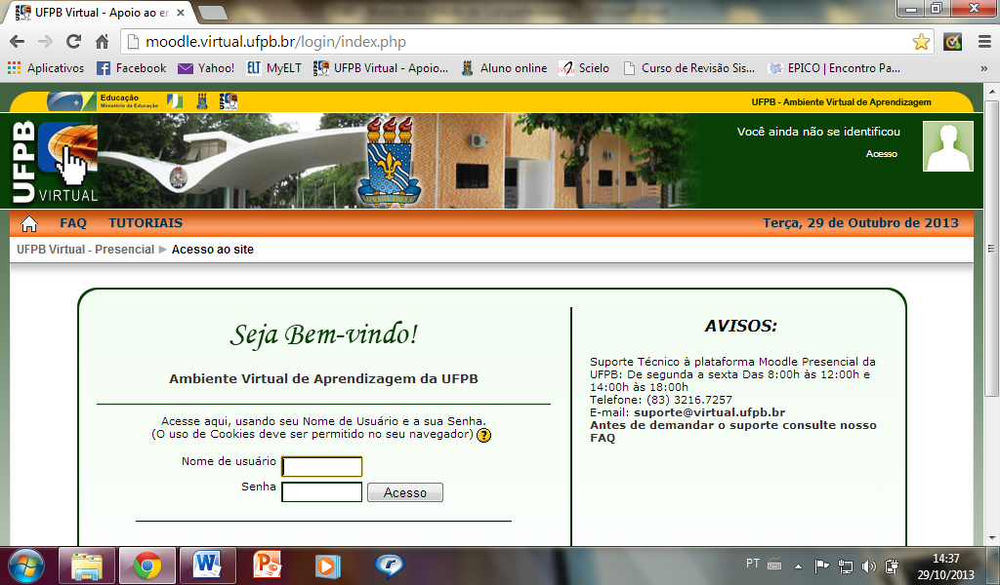 UFPB Virtual - Apoio ao en
moodle.virtual.ufpb.br/login/index.php
Aplicativos Facebook Yahoo! MyELT UFPB Virtual - Apoio... Aluno online Scielo Curso de Revisão Sis... EPICO | Encontro Pa... »
Educação
Ministério da Educação
UFPB - Ambiente Virtual de Aprendizagem
UFPB
VIRTUAL
Você ainda não se identificou
Acesso
FAQ TUTORIAIS Terça, 29 de Outubro de 2013
UFPB Virtual - Presencial ► Acesso ao site
Seja Bem-vindo!
Ambiente Virtual de Aprendizagem da UFPB
Acesse aqui, usando seu Nome de Usuário e a sua Senha.
(O uso de Cookies deve ser permitido no seu navegador) ?
Nome de usuário
Senha Acesso
AVISOS:
Suporte Técnico à plataforma Moodle Presencial da
UFPB: De segunda a sexta Das 8:00h às 12:00h e
14:00h às 18:00h
Telefone: (83) 3216.7257
E-mail: suporte@virtual.ufpb.br
Antes de demandar o suporte consulte nosso
FAQ
PT
14:37
29/10/2013